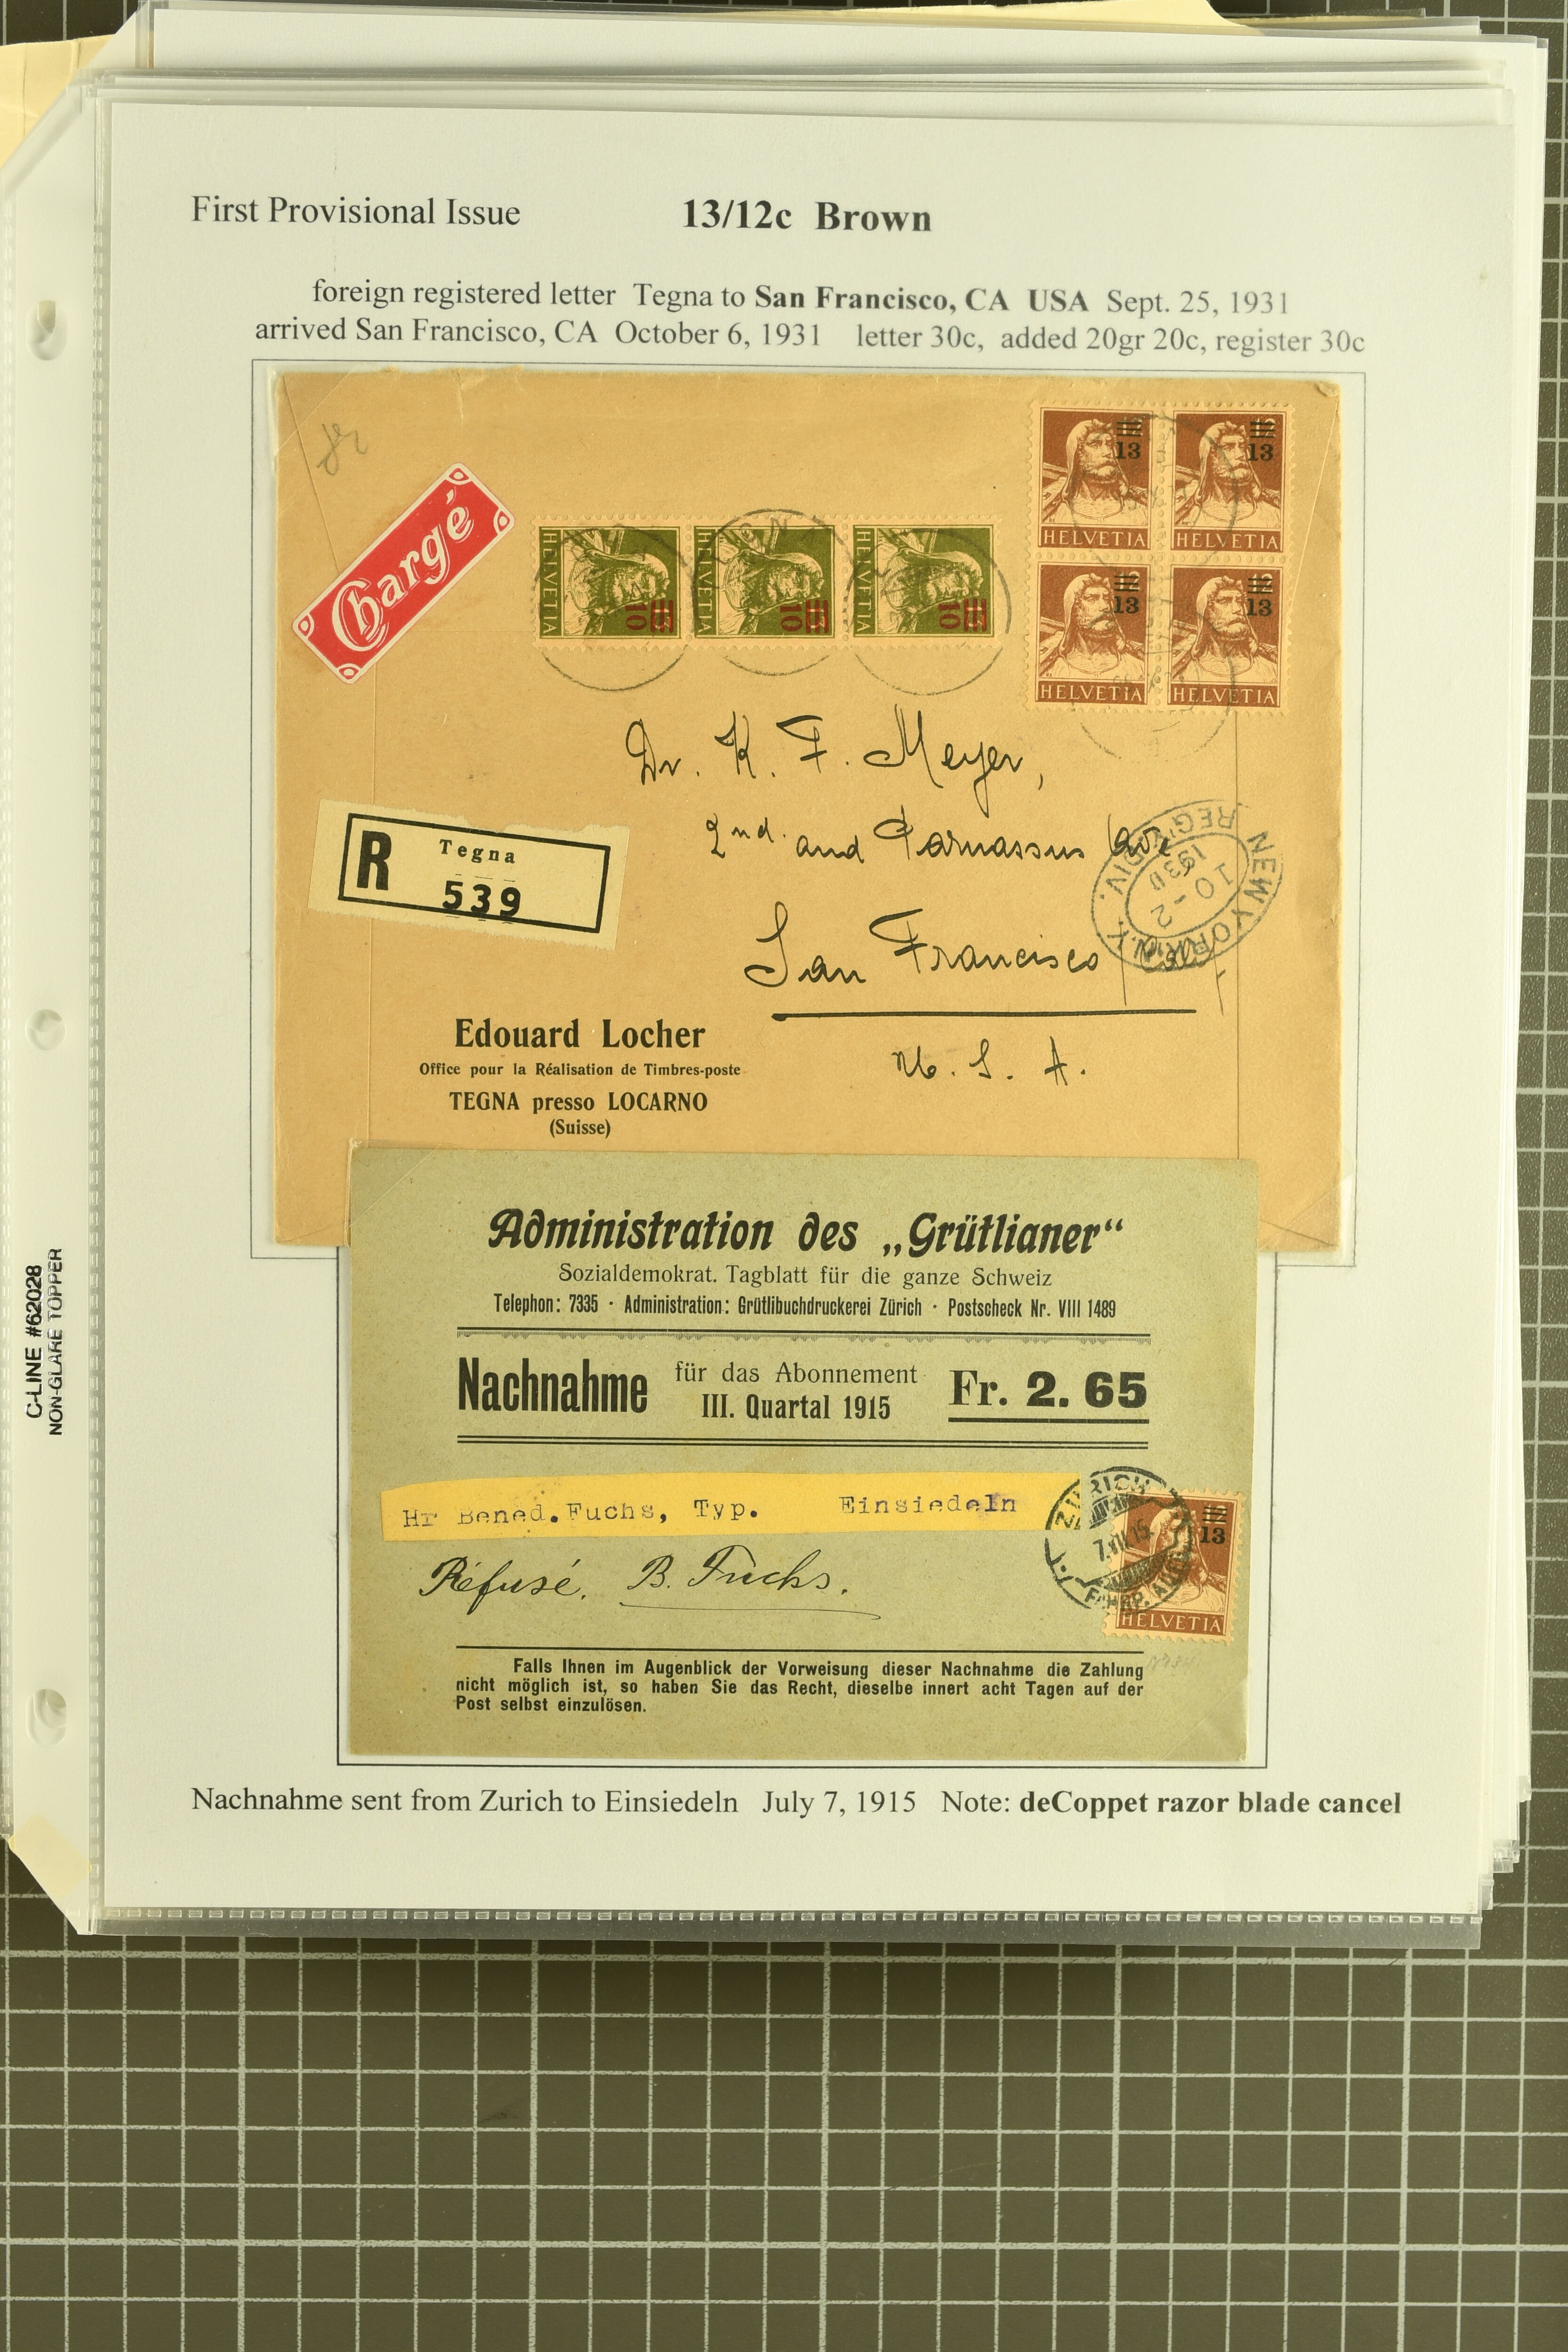 First Provisional Issue 13/12c Brown
foreign registered letter Tegna to San Francisco, CA USA Sept. 25, 1931
arrived San Francisco, CA October 6, 1931 letter 30c, added 20gr 20c, register 30c
Chargé
HELVETIA 10
HELVETIA 10
HELVETIA 10
13 HELVETIA
13 HELVETIA
13 HELVETIA
13 HELVETIA
Dr. K. F. Meyer,
2nd. and Parnassus Ave
San Francisco
U. S. A.
NEW YORK, N.Y. REG'Y DIV.
10-2
1930
R Tegna
539
Edouard Locher
Office pour la Réalisation de Timbres-poste
TEGNA presso LOCARNO
(Suisse)
Administration des „Grütlianer“
Sozialdemokrat. Tagblatt für die ganze Schweiz
Telephon: 7335 · Administration: Grütlibuchdruckerei Zürich · Postscheck Nr. VIII 1489
Nachnahme für das Abonnement III. Quartal 1915 Fr. 2.65
Hr Bened. Fuchs, Typ. Einsiedeln
Réfusé. B. Fuchs.
ZÜRICH
7.VII.15
13
HELVETIA
Falls Ihnen im Augenblick der Vorweisung dieser Nachnahme die Zahlung
nicht möglich ist, so haben Sie das Recht, dieselbe innert acht Tagen auf der
Post selbst einzulösen.
Nachnahme sent from Zurich to Einsiedeln July 7, 1915 Note: deCoppet razor blade cancel
C-LINE #62028
NON-GLARE TOPPER